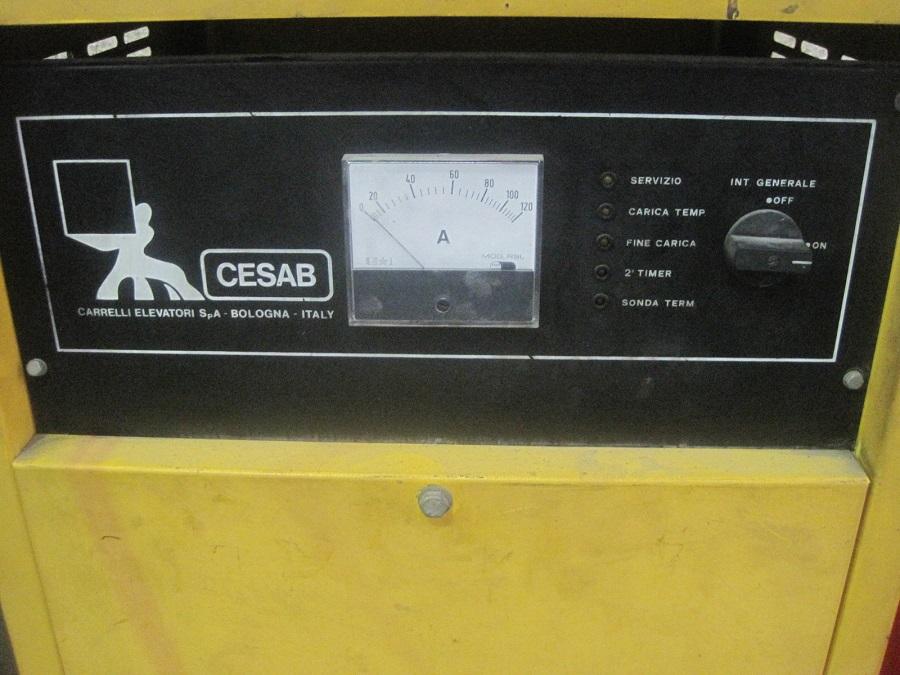 CESAB
CARRELLI ELEVATORI SpA - BOLOGNA - ITALY
0 20 40 60 80 100 120
A
SERVIZIO
CARICA TEMP
FINE CARICA
2' TIMER
SONDA TERM
INT GENERALE
OFF
ON